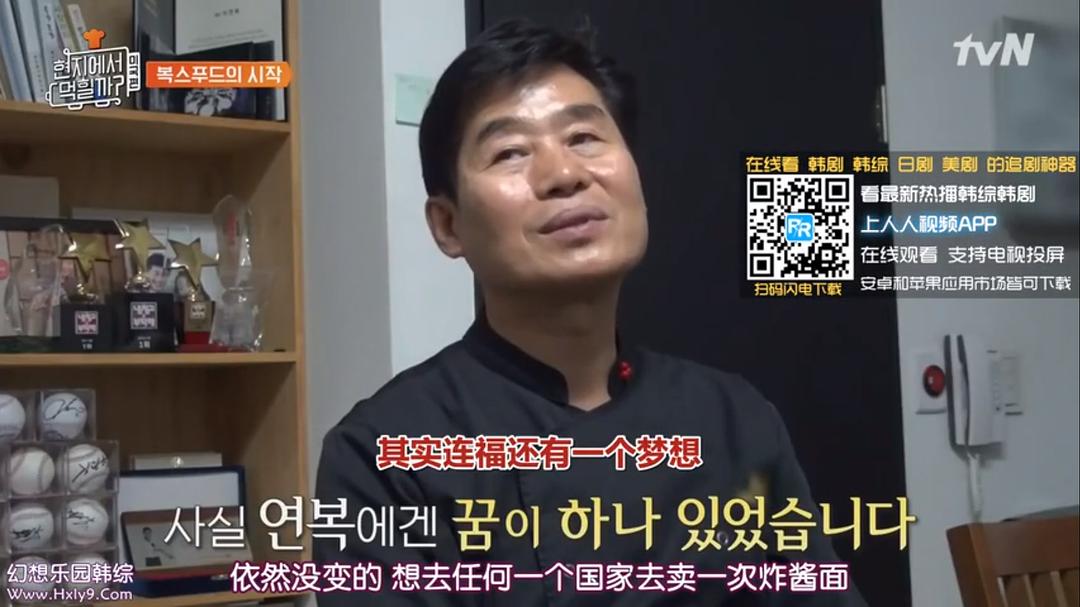 현지에서
먹힐까?
복스푸드의 시작
tvN
在线看 韩剧 韩综 日剧 美剧 的追剧神器
看最新热播韩综韩剧
上人人视频APP
在线观看 支持电视投屏
安卓和苹果应用市场皆可下载
RR
扫码闪电下载
其实连福还有一个梦想
사실 연복에겐 꿈이 하나 있었습니다
依然没变的 想去任何一个国家去卖一次炸酱面
幻想乐园韩综
www.Hxly9.Com